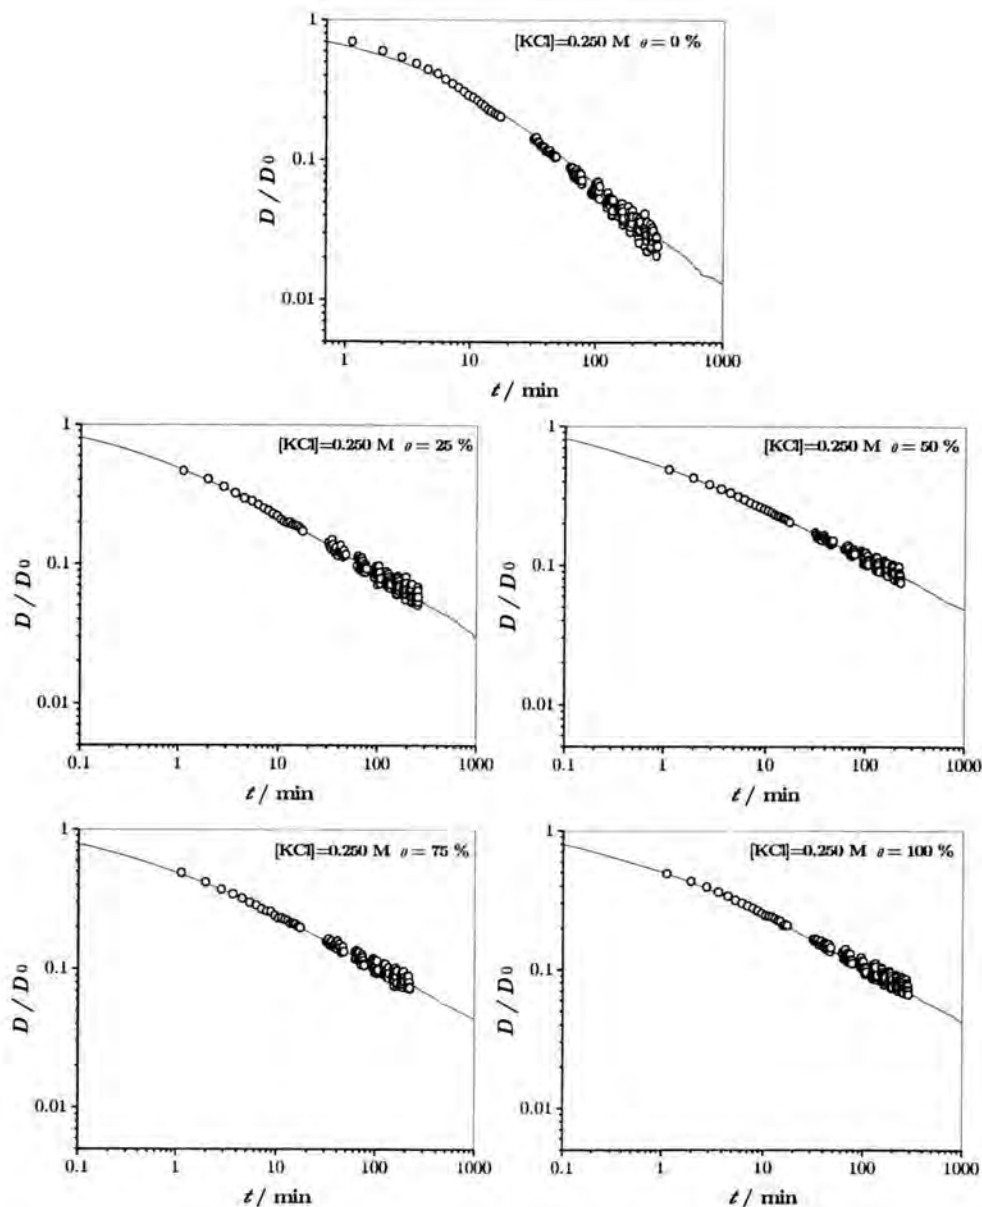 [KCl]=0.250 M θ = 0 %
1
0.1
0.01
D / D0
1
10
100
1000
t / min
[KCl]=0.250 M θ = 25 %
1
0.1
0.01
D / D0
0.1
1
10
100
1000
t / min
[KCl]=0.250 M θ = 50 %
1
0.1
0.01
D / D0
0.1
1
10
100
1000
t / min
[KCl]=0.250 M θ = 75 %
1
0.1
0.01
D / D0
0.1
1
10
100
1000
t / min
[KCl]=0.250 M θ = 100 %
1
0.1
0.01
D / D0
0.1
1
10
100
1000
t / min